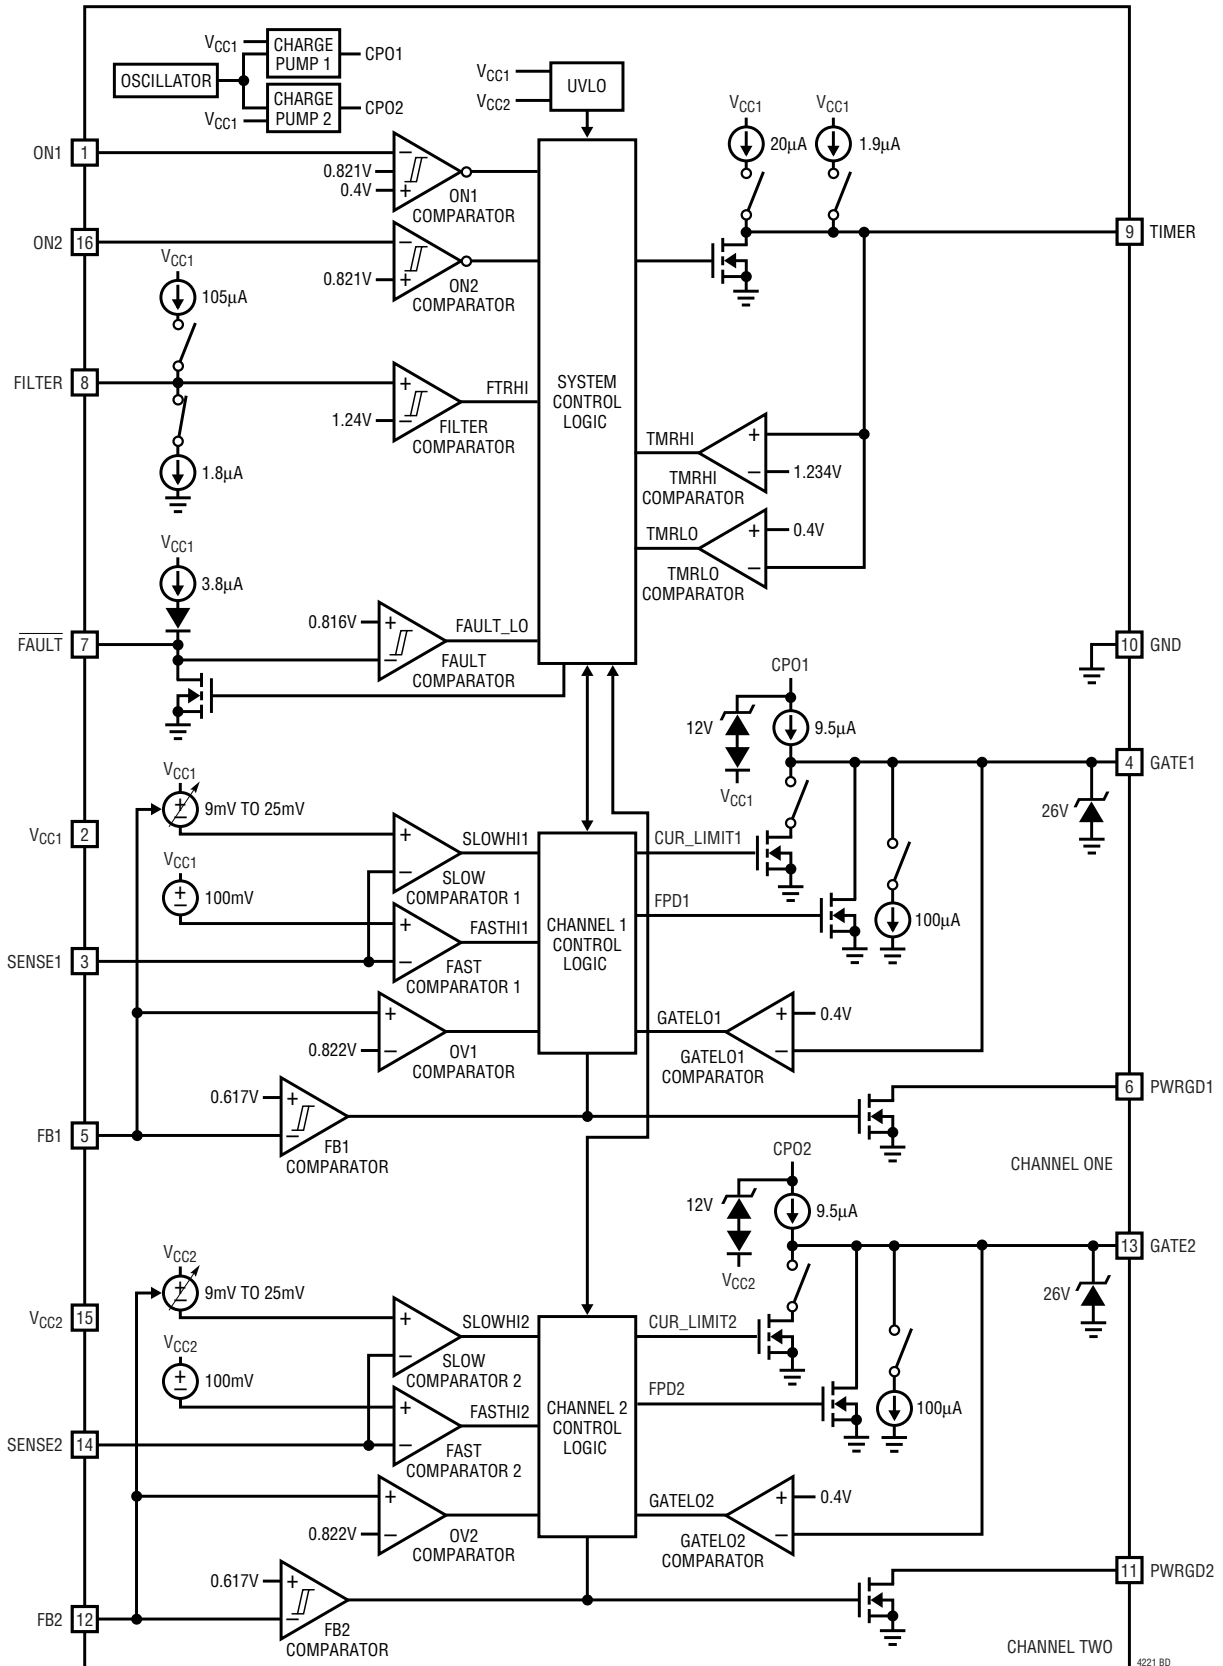 VCC1
CHARGE
PUMP 1
CPO1
OSCILLATOR
CHARGE
PUMP 2
CPO2
VCC1
VCC1
VCC2
UVLO
ON1
1
0.821V
0.4V
−
+
ON1
COMPARATOR
ON2
16
0.821V
−
+
ON2
COMPARATOR
VCC1
105µA
FILTER
8
1.24V
+
−
FTRHI
FILTER
COMPARATOR
1.8µA
SYSTEM
CONTROL
LOGIC
VCC1
20µA
VCC1
1.9µA
9
TIMER
TMRHI
+
−
1.234V
TMRHI
COMPARATOR
TMRLO
+
−
0.4V
TMRLO
COMPARATOR
VCC1
3.8µA
FAULT
7
0.816V
+
−
FAULT_LO
FAULT
COMPARATOR
10
GND
CPO1
12V
9.5µA
VCC1
4
GATE1
26V
VCC1
+
−
9mV TO 25mV
VCC1
2
VCC1
+
−
100mV
+
−
SLOWHI1
SLOW
COMPARATOR 1
SENSE1
3
+
−
FASTHI1
FAST
COMPARATOR 1
0.822V
+
−
OV1
COMPARATOR
CHANNEL 1
CONTROL
LOGIC
CUR_LIMIT1
FPD1
100µA
GATELO1
+
−
0.4V
GATELO1
COMPARATOR
0.617V
+
−
FB1
5
FB1
COMPARATOR
6
PWRGD1
CHANNEL ONE
CPO2
12V
9.5µA
VCC2
13
GATE2
26V
VCC2
+
−
9mV TO 25mV
VCC2
15
VCC2
+
−
100mV
+
−
SLOWHI2
SLOW
COMPARATOR 2
SENSE2
14
+
−
FASTHI2
FAST
COMPARATOR 2
0.822V
+
−
OV2
COMPARATOR
CHANNEL 2
CONTROL
LOGIC
CUR_LIMIT2
FPD2
100µA
GATELO2
+
−
0.4V
GATELO2
COMPARATOR
0.617V
+
−
FB2
12
FB2
COMPARATOR
11
PWRGD2
CHANNEL TWO
4221 BD